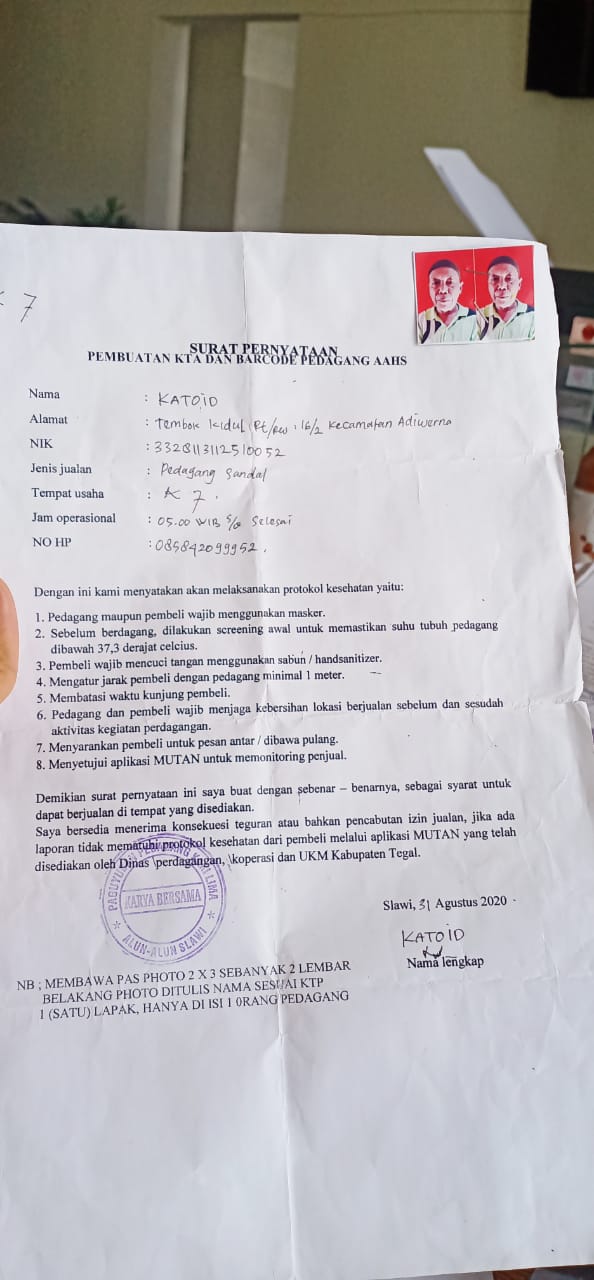 K 7
SURAT PERNYATAAN
PEMBUATAN KTA DAN BARCODE PEDAGANG AAHS
Nama : KATOID
Alamat : Tembok Kidul Rt/Rw : 16/2 Kecamatan Adiwerna
NIK : 3328113112510052
Jenis jualan : Pedagang Sandal
Tempat usaha : K 7.
Jam operasional : 05.00 WIB s/d Selesai
NO HP : 085842099952.
Dengan ini kami menyatakan akan melaksanakan protokol kesehatan yaitu:
1. Pedagang maupun pembeli wajib menggunakan masker.
2. Sebelum berdagang, dilakukan screening awal untuk memastikan suhu tubuh pedagang
dibawah 37,3 derajat celcius.
3. Pembeli wajib mencuci tangan menggunakan sabun / handsanitizer.
4. Mengatur jarak pembeli dengan pedagang minimal 1 meter.
5. Membatasi waktu kunjung pembeli.
6. Pedagang dan pembeli wajib menjaga kebersihan lokasi berjualan sebelum dan sesudah
aktivitas kegiatan perdagangan.
7. Menyarankan pembeli untuk pesan antar / dibawa pulang.
8. Menyetujui aplikasi MUTAN untuk memonitoring penjual.
Demikian surat pernyataan ini saya buat dengan sebenar – benarnya, sebagai syarat untuk
dapat berjualan di tempat yang disediakan.
Saya bersedia menerima konsekuesi teguran atau bahkan pencabutan izin jualan, jika ada
laporan tidak mematuhi protokol kesehatan dari pembeli melalui aplikasi MUTAN yang telah
disediakan oleh Dinas \perdagangan, \koperasi dan UKM Kabupaten Tegal.
PAGUYUBAN PEDAGANG KAKI LIMA
KARYA BERSAMA
ALUN-ALUN SLAWI
Slawi, 31 Agustus 2020
KATOID
Nama lengkap
NB ; MEMBAWA PAS PHOTO 2 X 3 SEBANYAK 2 LEMBAR
BELAKANG PHOTO DITULIS NAMA SESUAI KTP
1 (SATU) LAPAK, HANYA DI ISI 1 0RANG PEDAGANG